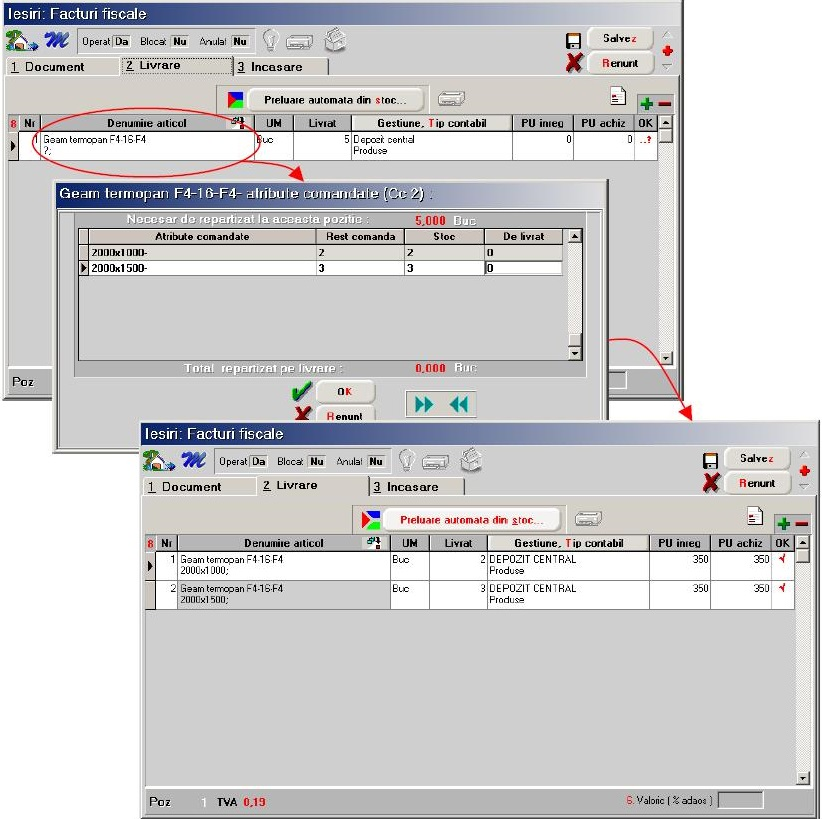 Iesiri: Facturi fiscale
Operat Da Blocat Nu Anulat Nu
Salvez
Renunt
1 Document 2 Livrare 3 Incasare
Preluare automata din stoc...
8 Nr Denumire articol UM Livrat Gestiune, Tip contabil PU inreg PU achiz OK
1 Geam termopan F4-16-F4 Buc 5 Depozit central 0 0 ..?
?; Produse
Geam termopan F4-16-F4- atribute comandate (Cc 2) :
Necesar de repartizat la aceasta pozitie : 5,000 Buc
Atribute comandate Rest comanda Stoc De livrat
2000x1000- 2 2 0
2000x1500- 3 3 0
Total repartizat pe livrare : 0,000 Buc
Poz
OK
Renunt
Iesiri: Facturi fiscale
Operat Da Blocat Nu Anulat Nu
Salvez
Renunt
1 Document 2 Livrare 3 Incasare
Preluare automata din stoc...
8 Nr Denumire articol UM Livrat Gestiune, Tip contabil PU inreg PU achiz OK
1 Geam termopan F4-16-F4 Buc 2 DEPOZIT CENTRAL 350 350
2000x1000; Produse
2 Geam termopan F4-16-F4 Buc 3 DEPOZIT CENTRAL 350 350
2000x1500; Produse
Poz 1 TVA 0,19 6. Valoric ( % adaos )